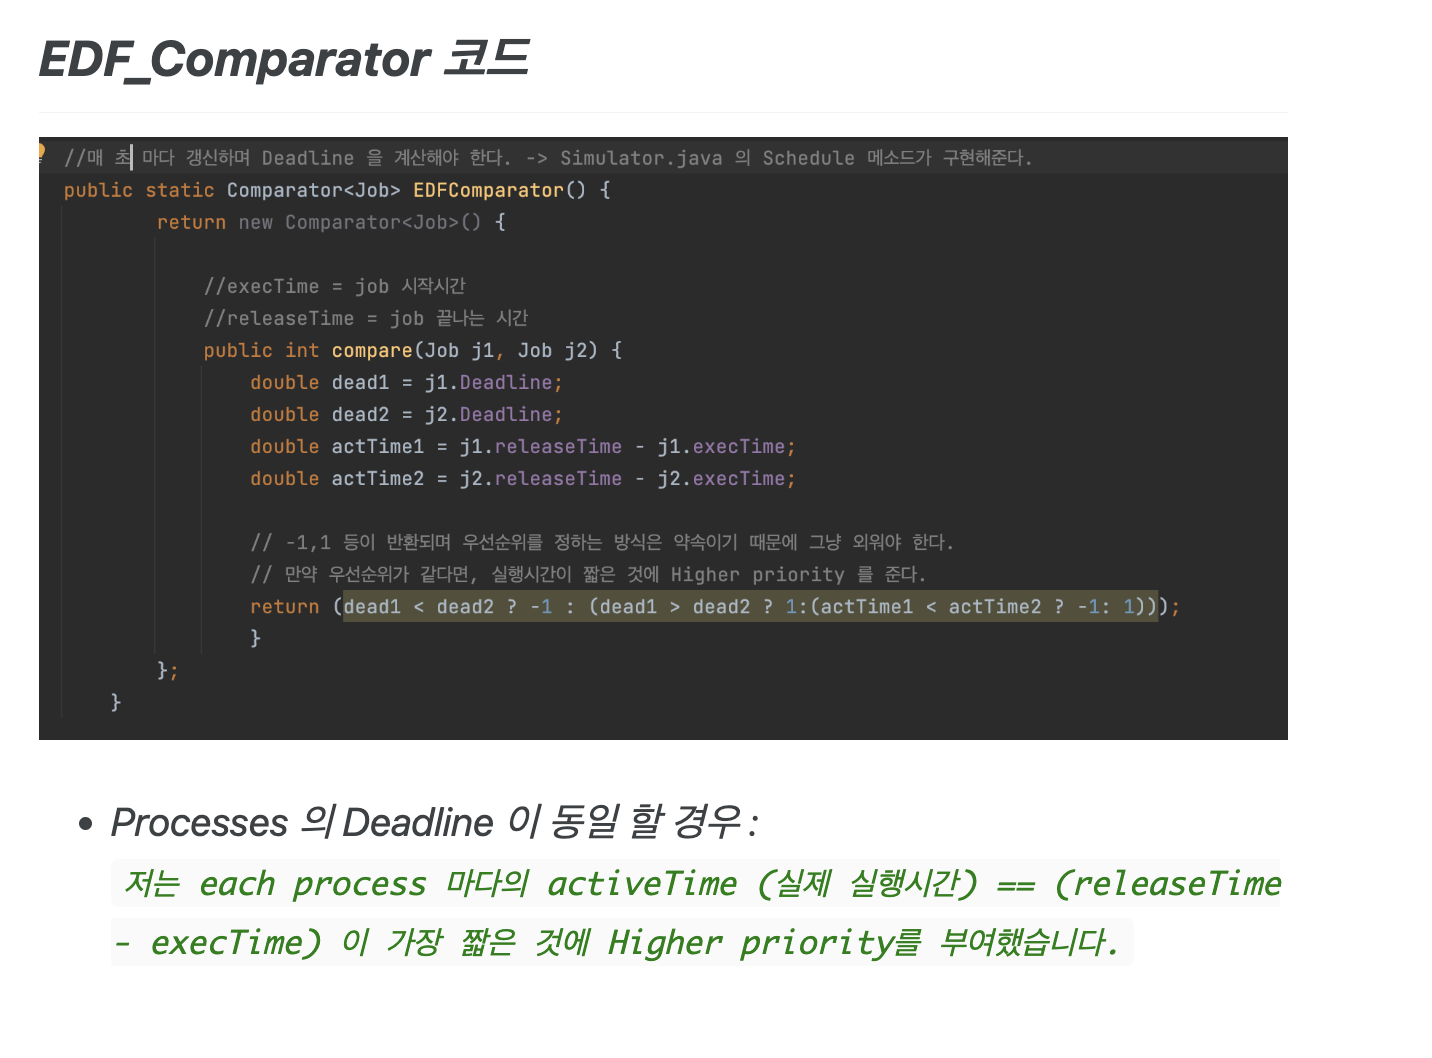 EDF_Comparator 코드
//매 초 마다 갱신하며 Deadline 을 계산해야 한다. -> Simulator.java 의 Schedule 메소드가 구현해준다.
public static Comparator<Job> EDFComparator() {
return new Comparator<Job>() {
//execTime = job 시작시간
//releaseTime = job 끝나는 시간
public int compare(Job j1, Job j2) {
double dead1 = j1.Deadline;
double dead2 = j2.Deadline;
double actTime1 = j1.releaseTime - j1.execTime;
double actTime2 = j2.releaseTime - j2.execTime;
// -1,1 등이 반환되며 우선순위를 정하는 방식은 약속이기 때문에 그냥 외워야 한다.
// 만약 우선순위가 같다면, 실행시간이 짧은 것에 Higher priority 를 준다.
return (dead1 < dead2 ? -1 : (dead1 > dead2 ? 1:(actTime1 < actTime2 ? -1: 1)));
}
};
}
• Processes 의 Deadline 이 동일 할 경우 :
저는 each process 마다의 activeTime (실제 실행시간) == (releaseTime
- execTime) 이 가장 짧은 것에 Higher priority를 부여했습니다.